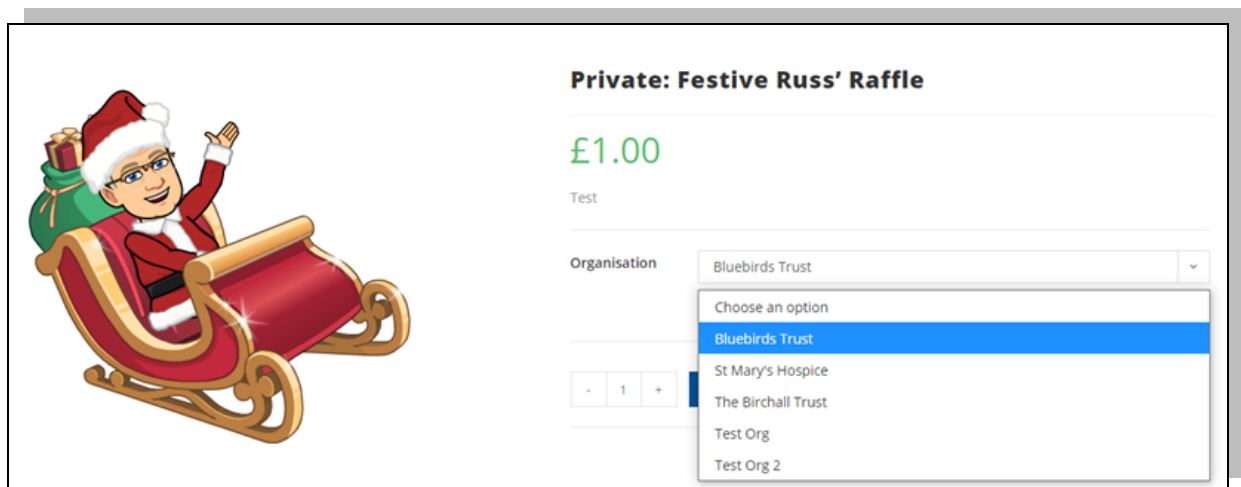 Private: Festive Russ’ Raffle
£1.00
Test
Organisation
Bluebirds Trust
Choose an option
Bluebirds Trust
St Mary's Hospice
The Birchall Trust
Test Org
Test Org 2
- 1 +